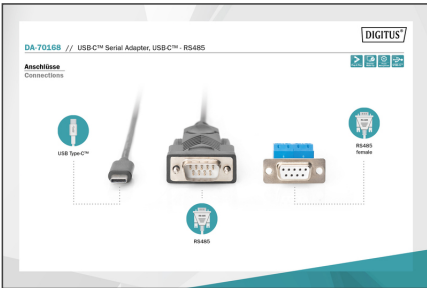 DIGITUS®
DA-70168 // USB-C™ Serial Adapter, USB-C™ - RS485
Anschlüsse
Connections
USB Type-C™
RS485
female
RS485